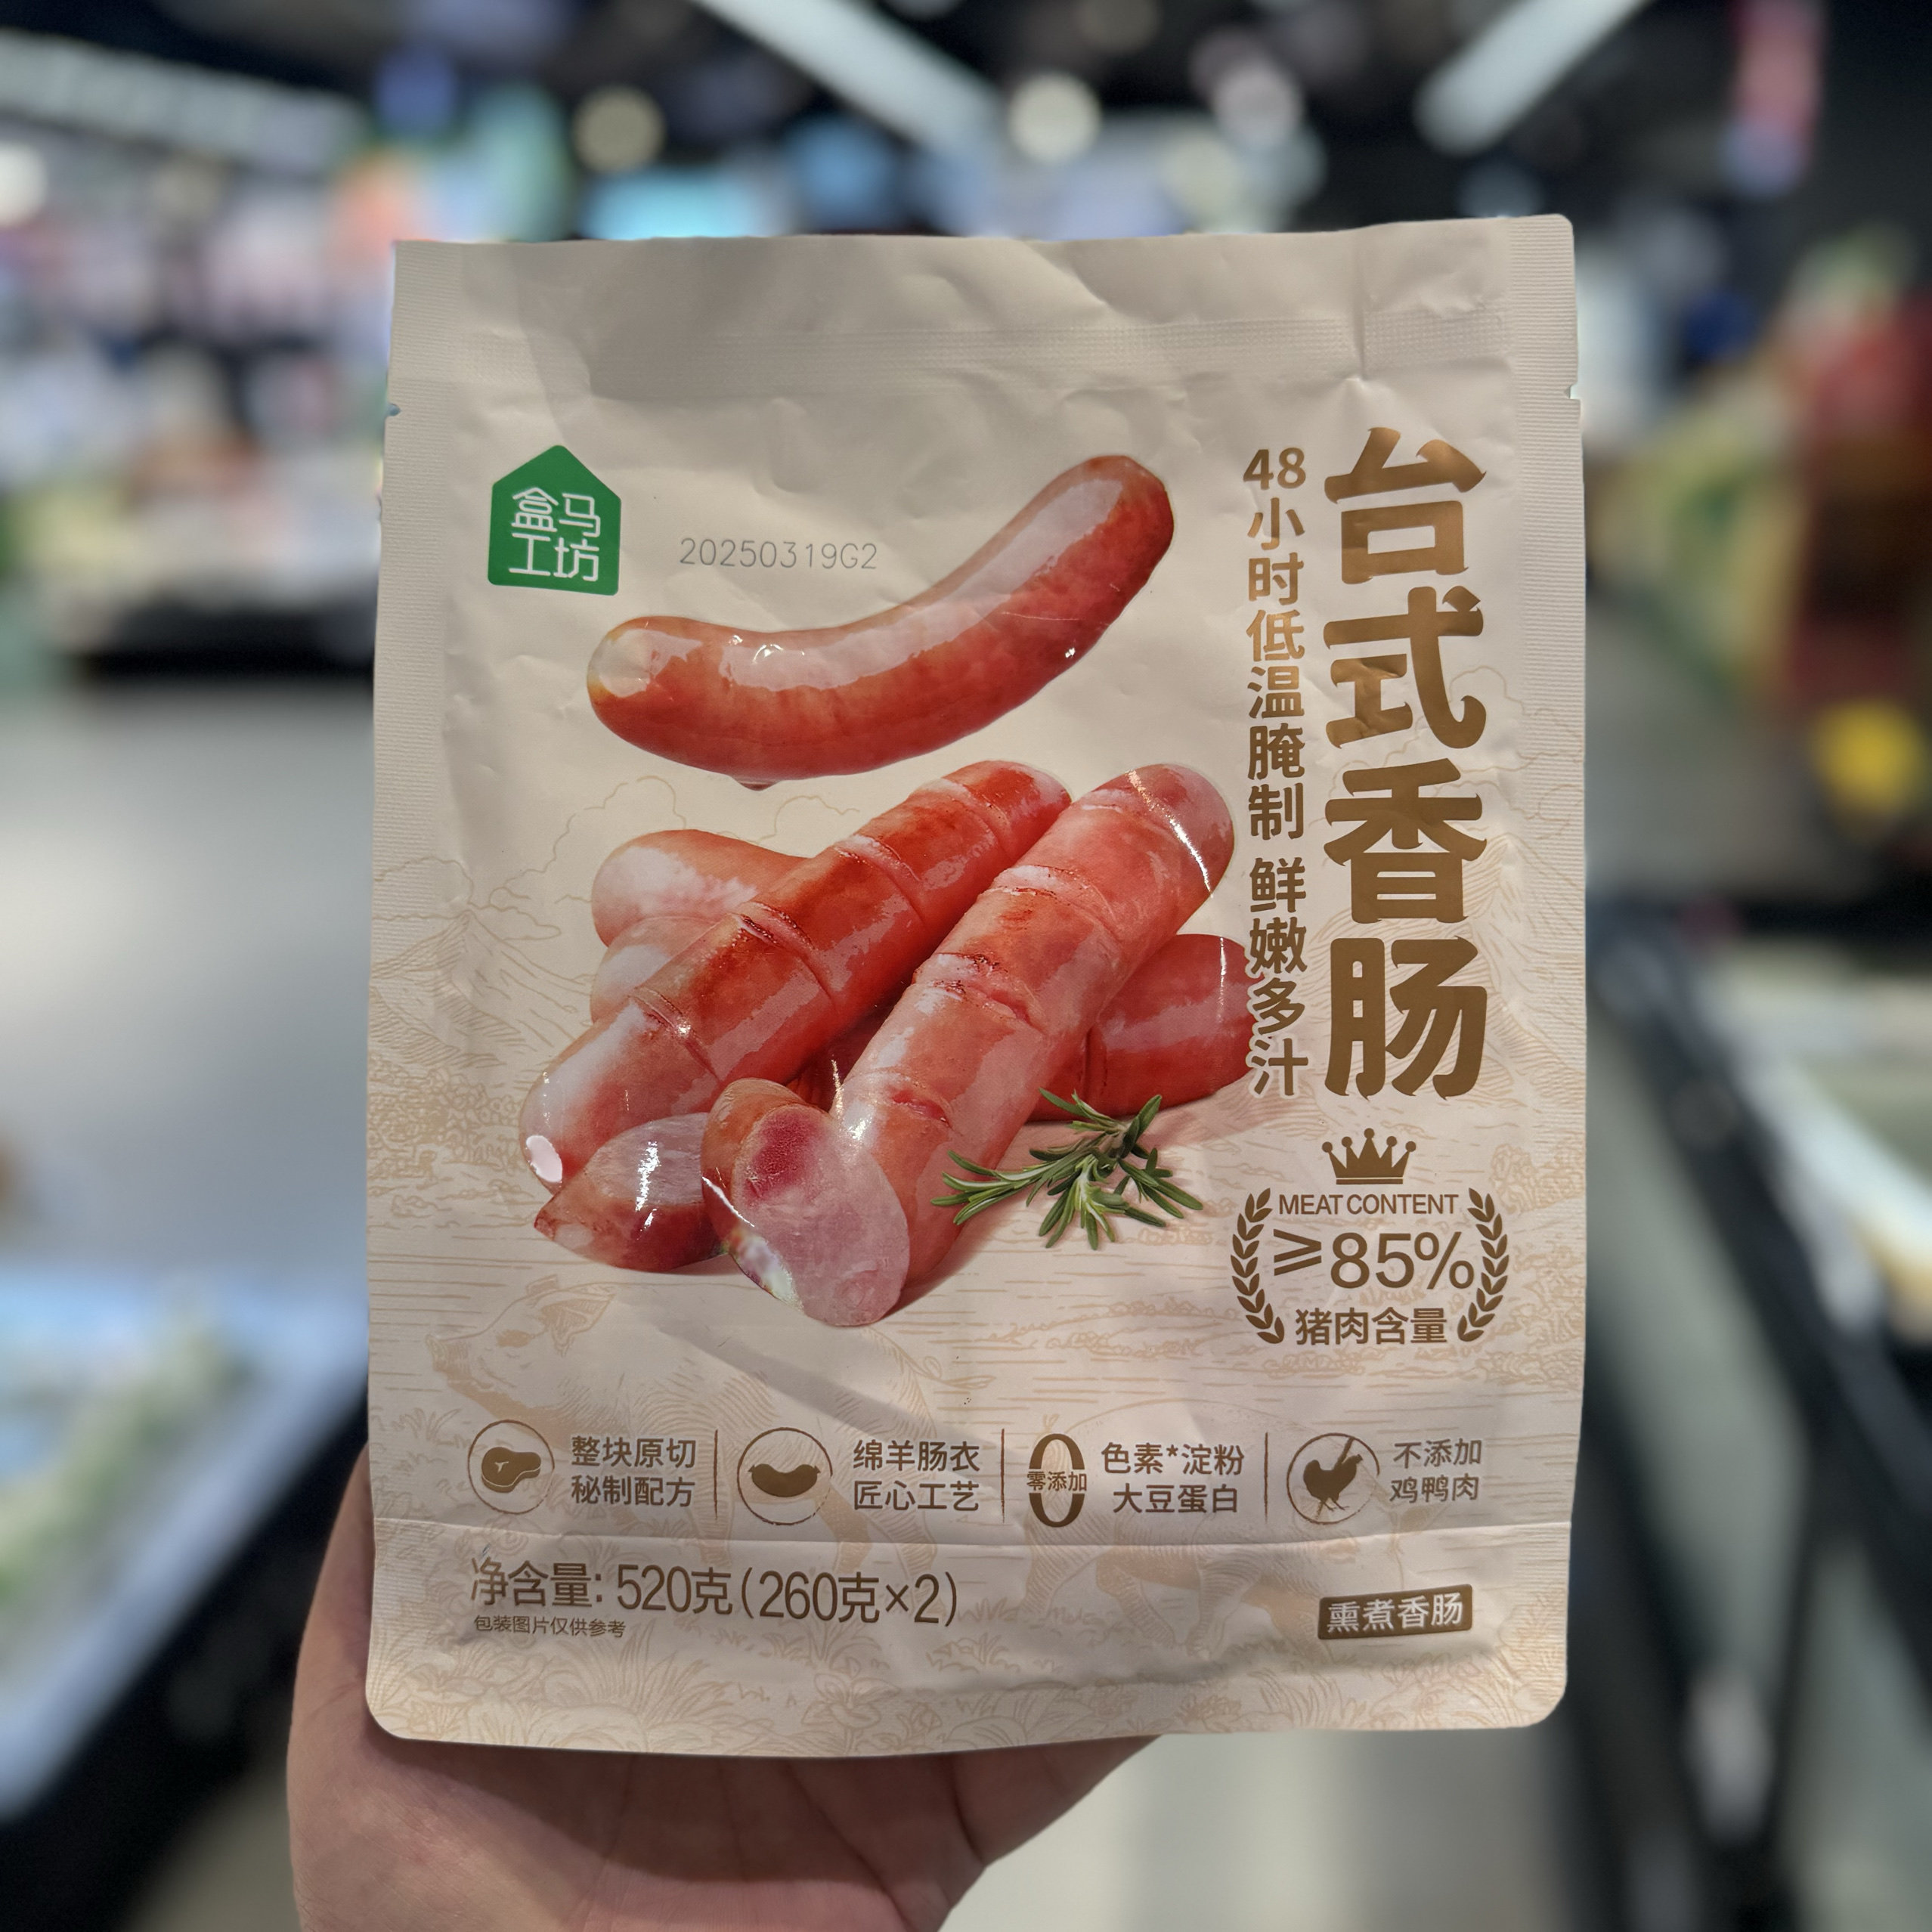 盒马
工坊
20250319G2
台式香肠
48小时低温腌制 鲜嫩多汁
MEAT CONTENT
≥85%
猪肉含量
整块原切
秘制配方
绵羊肠衣
匠心工艺
0
零添加
色素*淀粉
大豆蛋白
不添加
鸡鸭肉
净含量: 520克(260克×2)
包装图片仅供参考
熏煮香肠